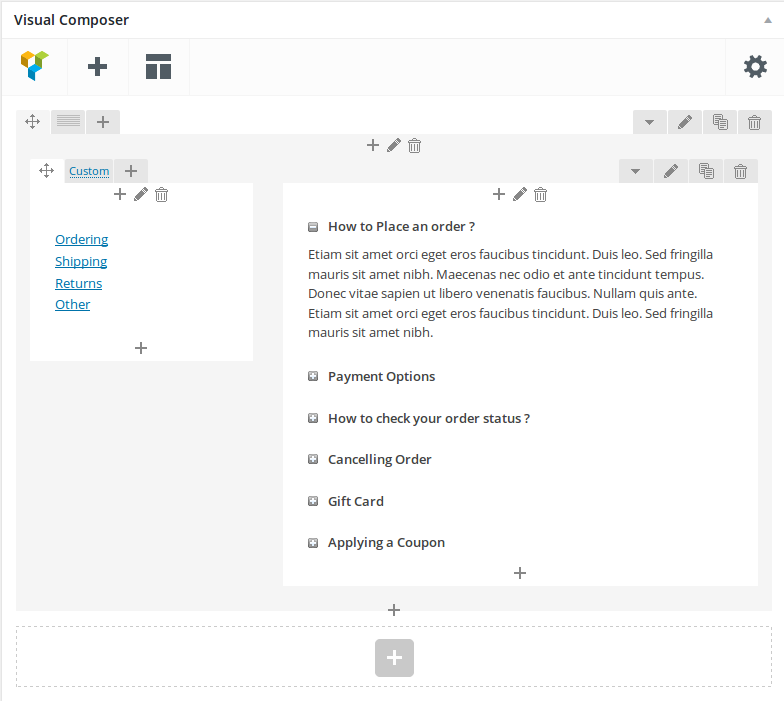 Visual Composer
Custom
Ordering
Shipping
Returns
Other
How to Place an order ?
Etiam sit amet orci eget eros faucibus tincidunt. Duis leo. Sed fringilla
mauris sit amet nibh. Maecenas nec odio et ante tincidunt tempus.
Donec vitae sapien ut libero venenatis faucibus. Nullam quis ante.
Etiam sit amet orci eget eros faucibus tincidunt. Duis leo. Sed fringilla
mauris sit amet nibh.
Payment Options
How to check your order status ?
Cancelling Order
Gift Card
Applying a Coupon